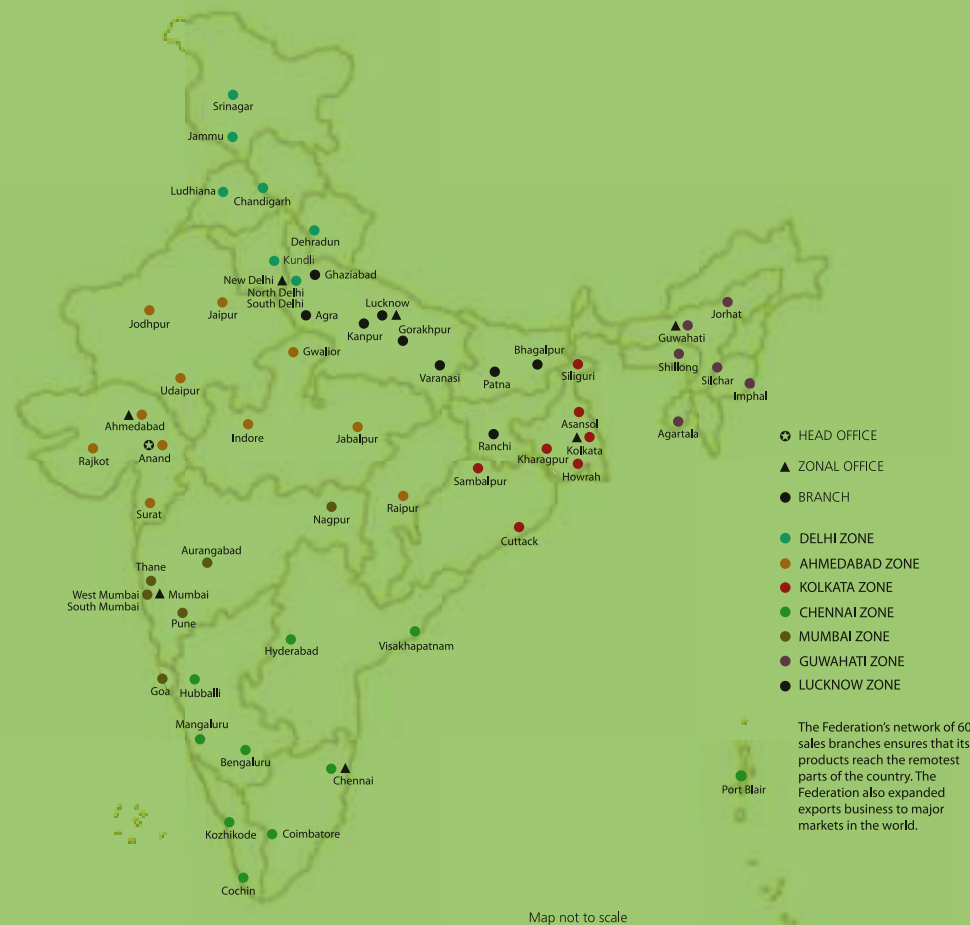 Srinagar
Jammu
Ludhiana
Chandigarh
Dehradun
Kundli
Ghaziabad
New Delhi
North Delhi
South Delhi
Jodhpur
Jaipur
Agra
Lucknow
Kanpur
Gorakhpur
Gwalior
Varanasi
Patna
Bhagalpur
Siliguri
Jorhat
Guwahati
Shillong
Silchar
Imphal
Agartala
Udaipur
Ahmedabad
Rajkot
Anand
Indore
Jabalpur
Ranchi
Asansol
Kolkata
Kharagpur
Howrah
Sambalpur
Surat
Nagpur
Raipur
Cuttack
Aurangabad
Thane
West Mumbai
South Mumbai
Mumbai
Pune
Hyderabad
Visakhapatnam
Goa
Hubballi
Mangaluru
Bengaluru
Chennai
Port Blair
Kozhikode
Coimbatore
Cochin
HEAD OFFICE
ZONAL OFFICE
BRANCH
DELHI ZONE
AHMEDABAD ZONE
KOLKATA ZONE
CHENNAI ZONE
MUMBAI ZONE
GUWAHATI ZONE
LUCKNOW ZONE
The Federation's network of 60
sales branches ensures that its
products reach the remotest
parts of the country. The
Federation also expanded
exports business to major
markets in the world.
Map not to scale